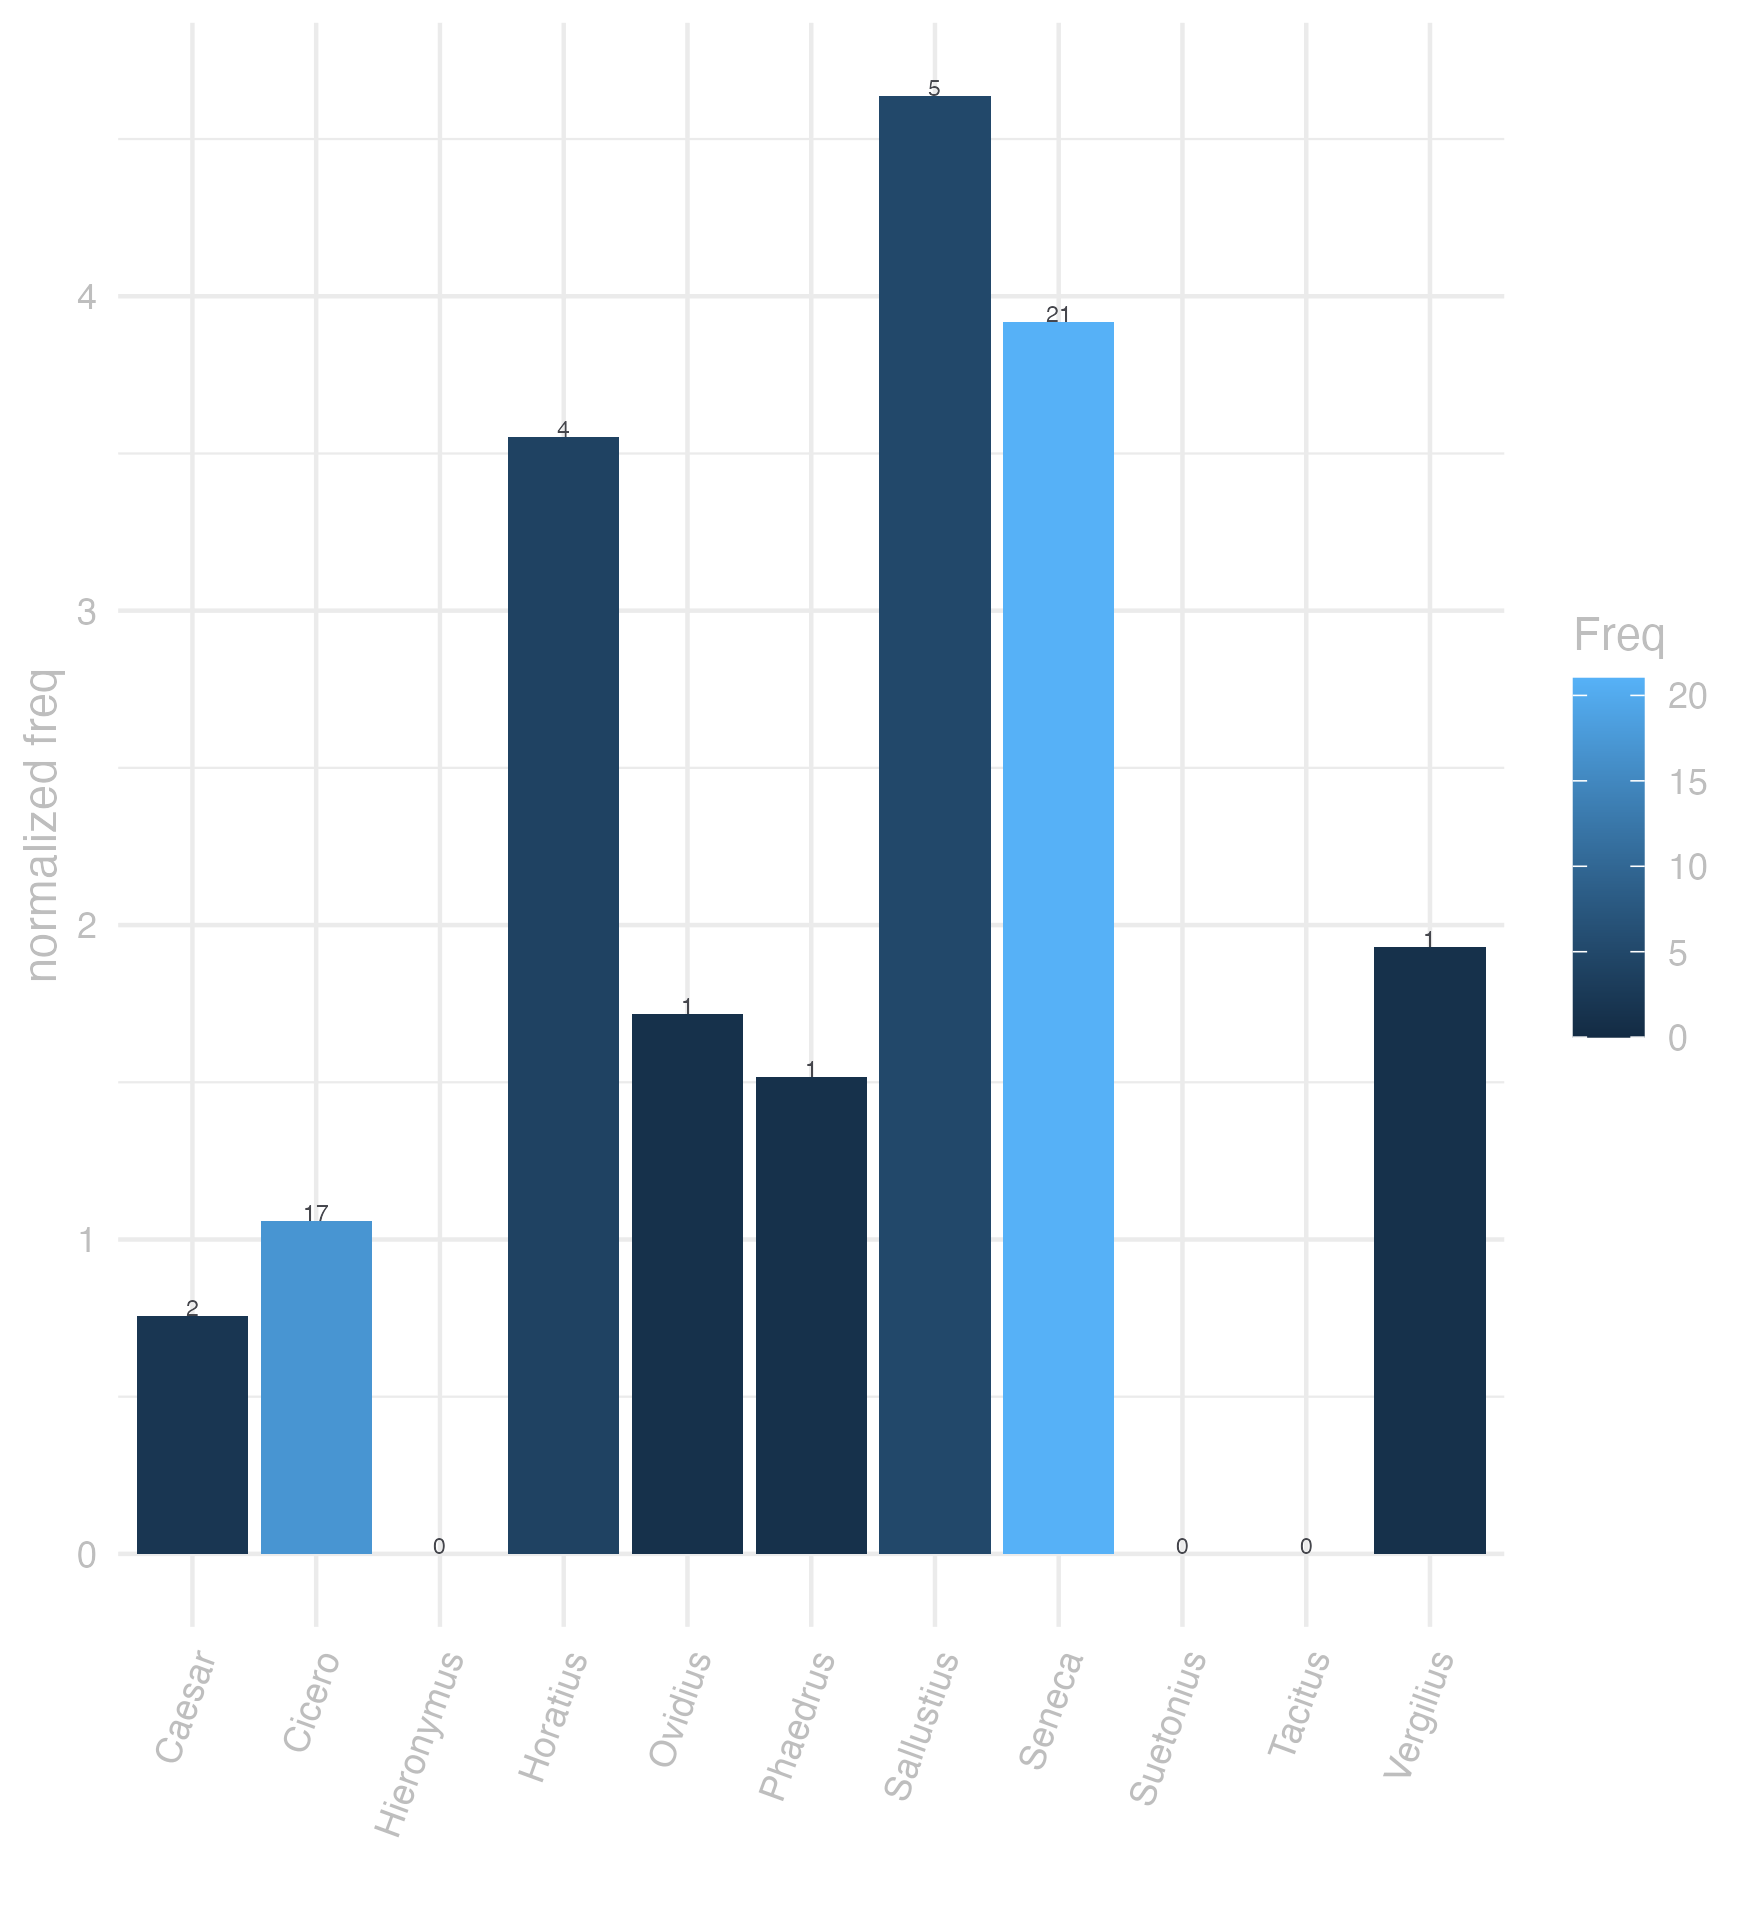 5
4
21
4
3
Freq
20
15
10
5
0
normalized freq
2
1
1
1
17
1
2
0
0
0
0
Caesar
Cicero
Hieronymus
Horatius
Ovidius
Phaedrus
Sallustius
Seneca
Suetonius
Tacitus
Vergilius